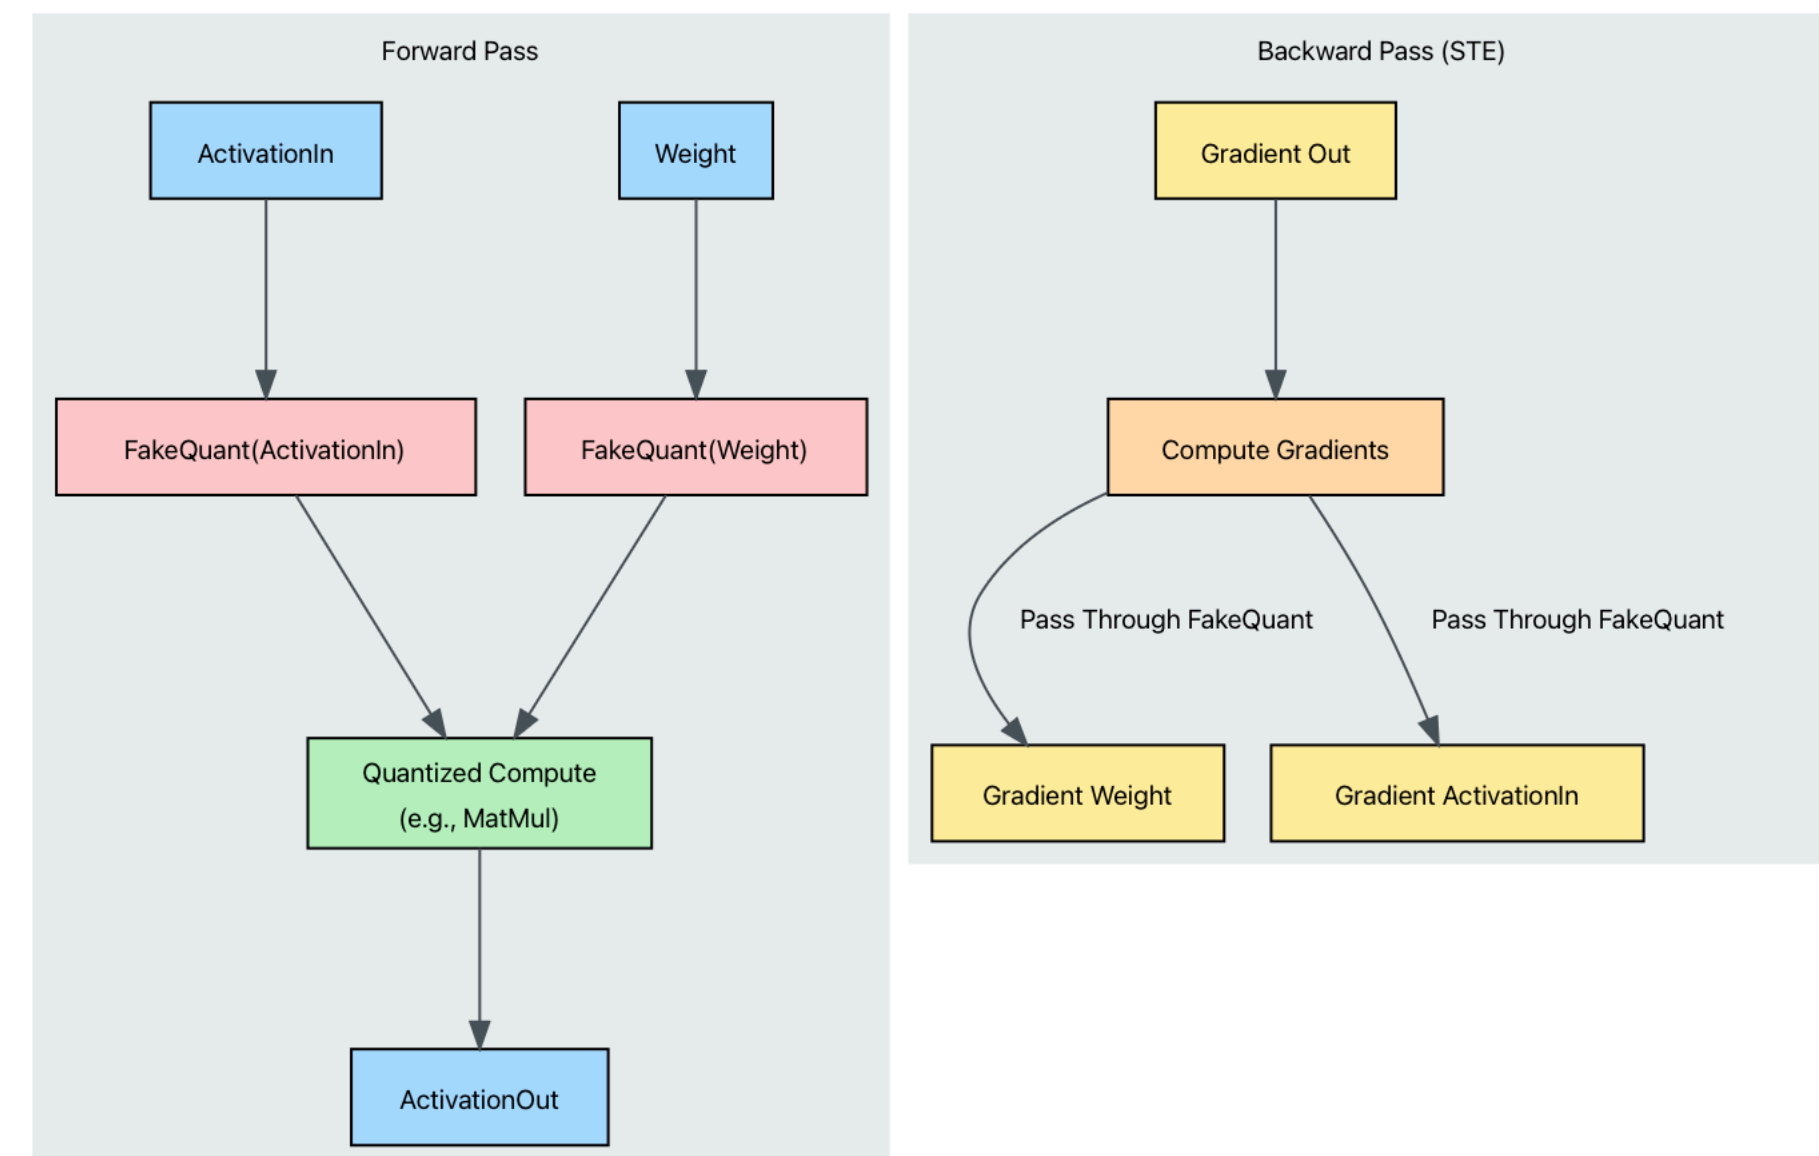 Forward Pass
ActivationIn
Weight
FakeQuant(ActivationIn)
FakeQuant(Weight)
Quantized Compute
(e.g., MatMul)
ActivationOut
Backward Pass (STE)
Gradient Out
Compute Gradients
Pass Through FakeQuant
Pass Through FakeQuant
Gradient Weight
Gradient ActivationIn